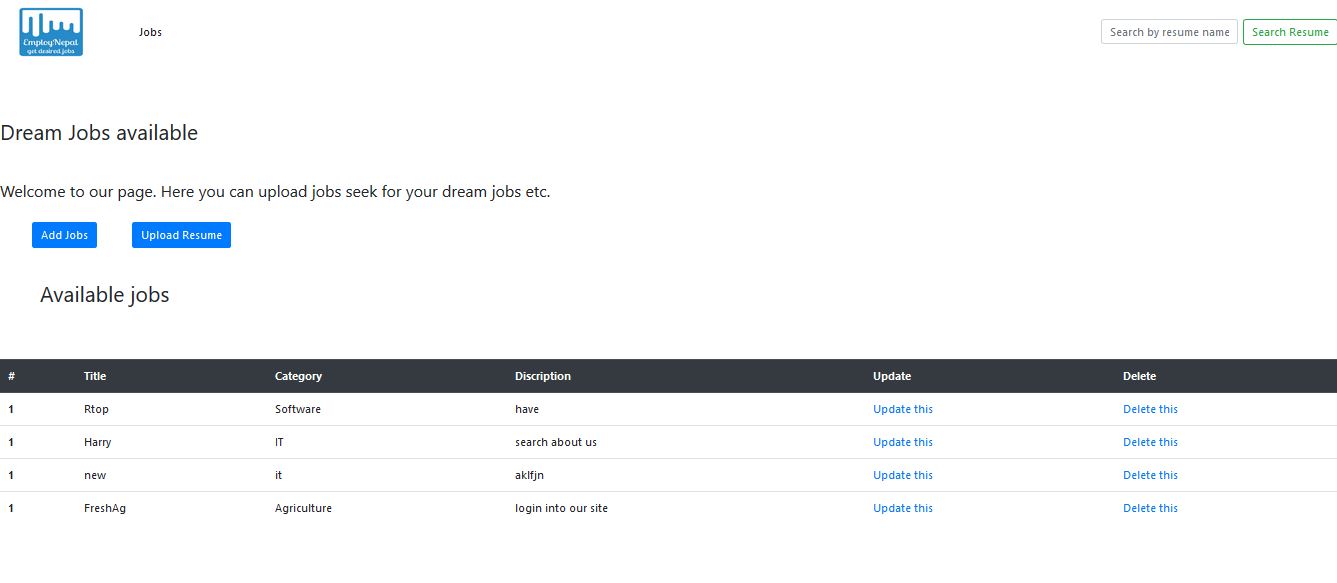 Employ'Nepal
get desired jobs
Jobs
Search by resume name
Search Resume
Dream Jobs available
Welcome to our page. Here you can upload jobs seek for your dream jobs etc.
Add Jobs Upload Resume
Available jobs
# Title Category Discription Update Delete
1 Rtop Software have Update this Delete this
1 Harry IT search about us Update this Delete this
1 new it aklfjn Update this Delete this
1 FreshAg Agriculture login into our site Update this Delete this